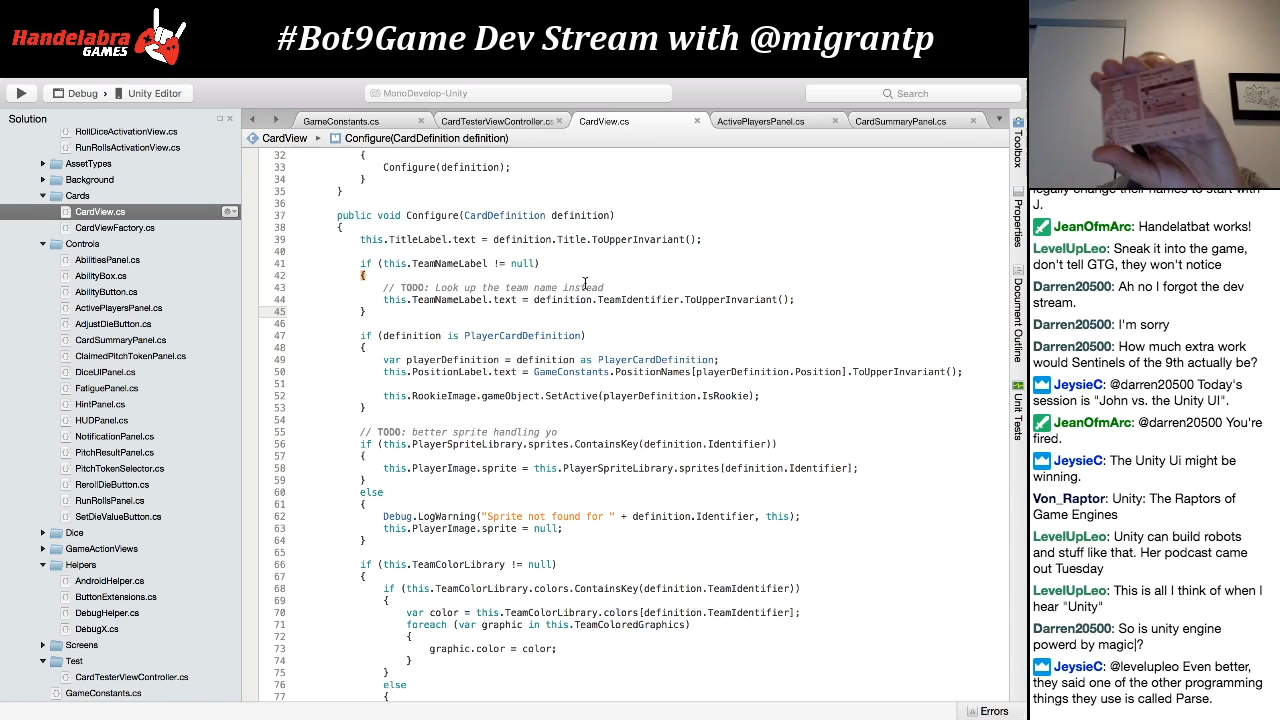 Handelabra
GAMES
#Bot9Game Dev Stream with @migrantp
Debug › Unity Editor
MonoDevelop-Unity
Search
Solution
RollDiceActivationView.cs
RunRollsActivationView.cs
AssetTypes
Background
Cards
CardView.cs
CardViewFactory.cs
Controls
AbilitiesPanel.cs
AbilityBox.cs
AbilityButton.cs
ActivePlayersPanel.cs
AdjustDieButton.cs
CardSummaryPanel.cs
ClaimedPitchTokenPanel.cs
DiceUIPanel.cs
FatiguePanel.cs
HintPanel.cs
HUDPanel.cs
NotificationPanel.cs
PitchResultPanel.cs
PitchTokenSelector.cs
RerollDieButton.cs
RunRollsPanel.cs
SetDieValueButton.cs
Dice
GameActionViews
Helpers
AndroidHelper.cs
ButtonExtensions.cs
DebugHelper.cs
DebugX.cs
Screens
Test
CardTesterViewController.cs
GameConstants.cs
GameConstants.cs
CardTesterViewController.cs
CardView.cs
ActivePlayersPanel.cs
CardSummaryPanel.cs
CardView
Configure(CardDefinition definition)
32 {
33 Configure(definition);
34 }
35 }
36
37 public void Configure(CardDefinition definition)
38 {
39 this.TitleLabel.text = definition.Title.ToUpperInvariant();
40
41 if (this.TeamNameLabel != null)
42 {
43 // TODO: Look up the team name instead
44 this.TeamNameLabel.text = definition.TeamIdentifier.ToUpperInvariant();
45 }
46
47 if (definition is PlayerCardDefinition)
48 {
49 var playerDefinition = definition as PlayerCardDefinition;
50 this.PositionLabel.text = GameConstants.PositionNames[playerDefinition.Position].ToUpperInvariant();
51
52 this.RookieImage.gameObject.SetActive(playerDefinition.IsRookie);
53 }
54
55 // TODO: better sprite handling yo
56 if (this.PlayerSpriteLibrary.sprites.ContainsKey(definition.Identifier))
57 {
58 this.PlayerImage.sprite = this.PlayerSpriteLibrary.sprites[definition.Identifier];
59 }
60 else
61 {
62 Debug.LogWarning("Sprite not found for " + definition.Identifier, this);
63 this.PlayerImage.sprite = null;
64 }
65
66 if (this.TeamColorLibrary != null)
67 {
68 if (this.TeamColorLibrary.colors.ContainsKey(definition.TeamIdentifier))
69 {
70 var color = this.TeamColorLibrary.colors[definition.TeamIdentifier];
71 foreach (var graphic in this.TeamColoredGraphics)
72 {
73 graphic.color = color;
74 }
75 }
76 else
77 {
Toolbox
Properties
Document Outline
Unit Tests
Errors
legally change their names to start with
J.
JeanOfmArc: Handelatbat works!
LevelUpLeo: Sneak it into the game,
don't tell GTG, they won't notice
Darren20500: Ah no I forgot the dev
stream.
Darren20500: I'm sorry
Darren20500: How much extra work
would Sentinels of the 9th actually be?
JeysieC: @darren20500 Today's
session is "John vs. the Unity UI".
JeanOfmArc: @darren20500 You're
fired.
JeysieC: The Unity Ui might be
winning.
Von_Raptor: Unity: The Raptors of
Game Engines
LevelUpLeo: Unity can build robots
and stuff like that. Her podcast came
out Tuesday
LevelUpLeo: This is all I think of when I
hear "Unity"
Darren20500: So is unity engine
powerd by magic|?
JeysieC: @levelupleo Even better,
they said one of the other programming
things they use is called Parse.